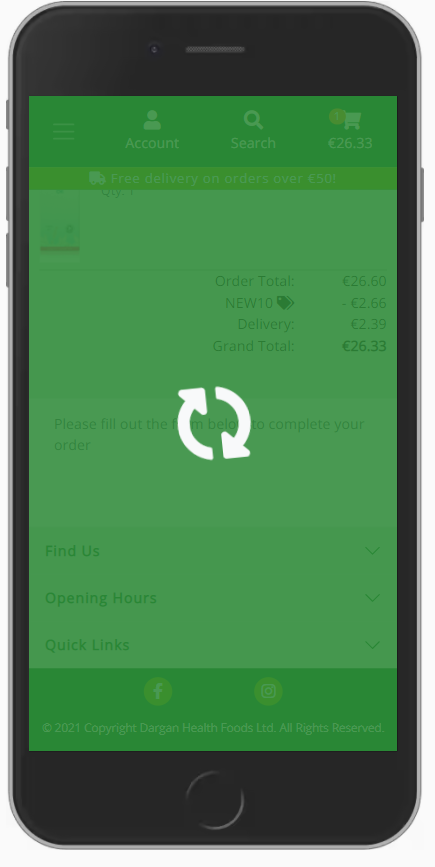 1
Account Search €26.33
Free delivery on orders over €50!
Qty: 1
Order Total: €26.60
NEW10 - €2.66
Delivery: €2.39
Grand Total: €26.33
Please fill out the form below to complete your
order
Find Us
Opening Hours
Quick Links
© 2021 Copyright Dargan Health Foods Ltd. All Rights Reserved.